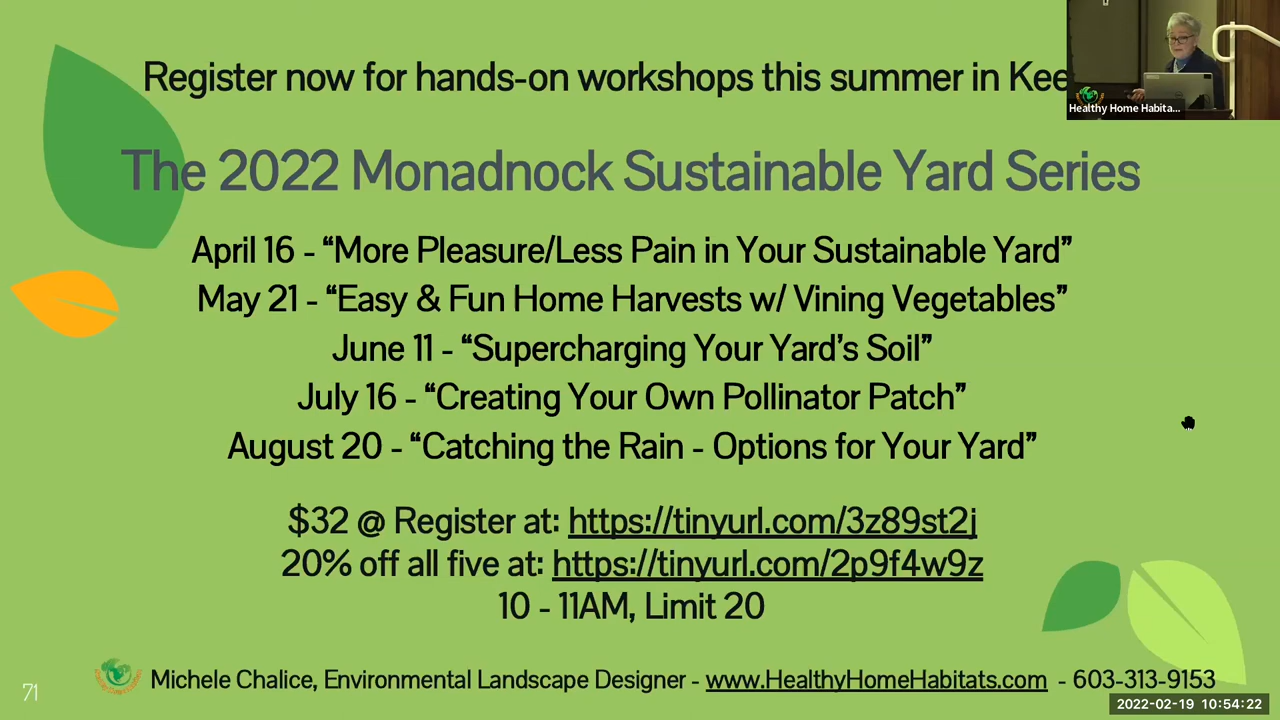 Register now for hands-on workshops this summer in Kee
Healthy Home Habita...
The 2022 Monadnock Sustainable Yard Series
April 16 - “More Pleasure/Less Pain in Your Sustainable Yard”
May 21 - “Easy & Fun Home Harvests w/ Vining Vegetables”
June 11 - “Supercharging Your Yard’s Soil”
July 16 - “Creating Your Own Pollinator Patch”
August 20 - “Catching the Rain - Options for Your Yard”
$32 @ Register at: https://tinyurl.com/3z89st2j
20% off all five at: https://tinyurl.com/2p9f4w9z
10 - 11AM, Limit 20
Michele Chalice, Environmental Landscape Designer - www.HealthyHomeHabitats.com - 603-313-9153
71
2022-02-19 10:54:22